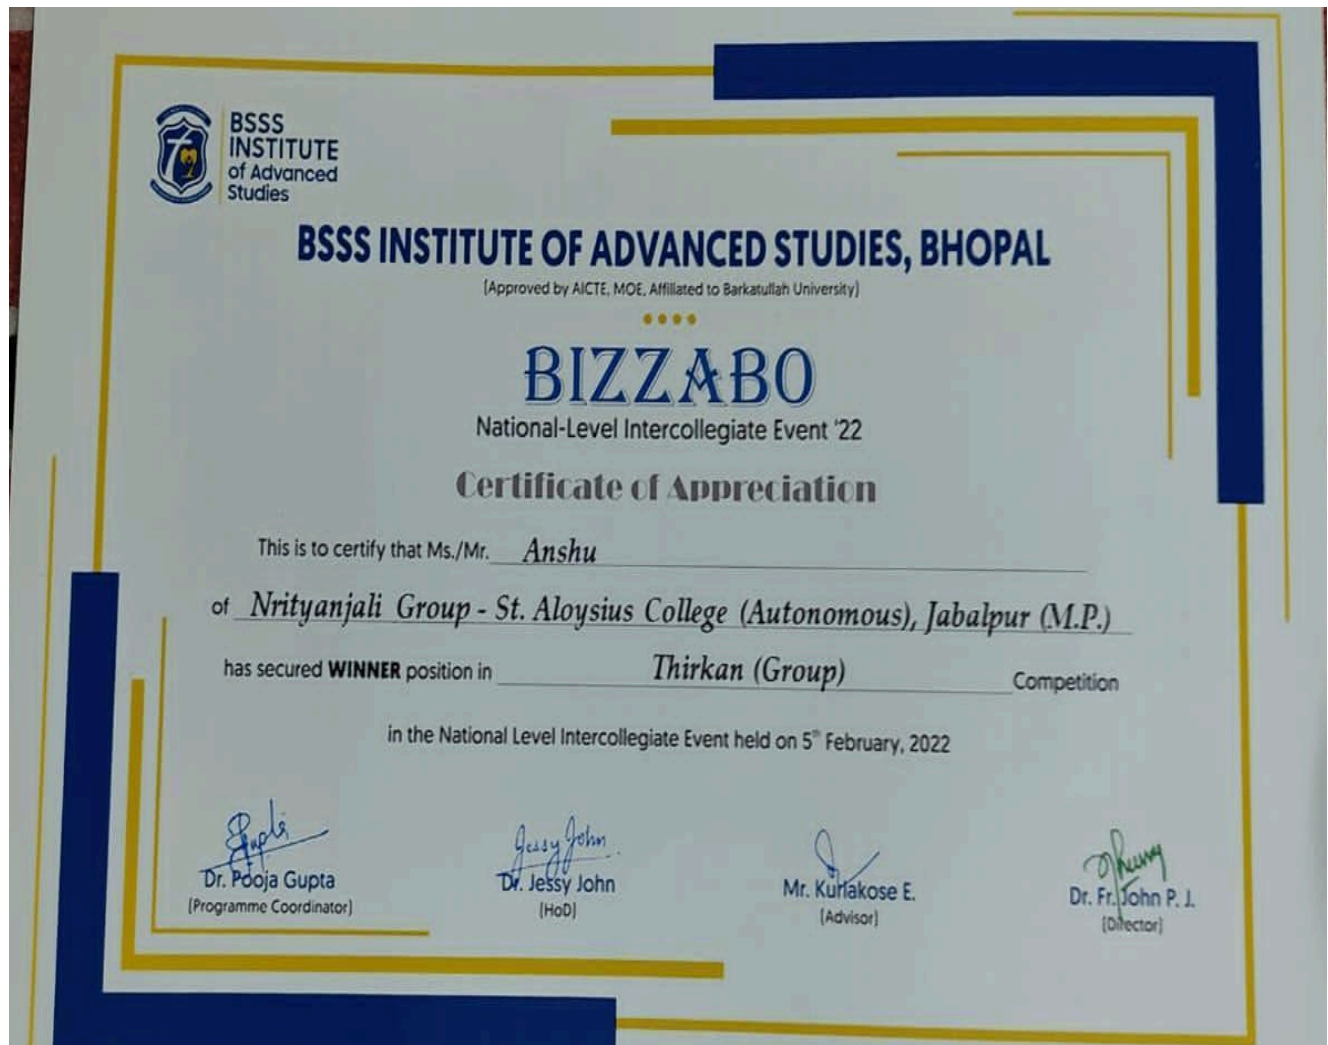 BSSS
INSTITUTE
of Advanced
Studies
BSSS INSTITUTE OF ADVANCED STUDIES, BHOPAL
(Approved by AICTE, MOE, Affiliated to Barkatullah University)
BIZZABO
National-Level Intercollegiate Event '22
Certificate of Appreciation
This is to certify that Ms./Mr. Anshu
of Nrityanjali Group - St. Aloysius College (Autonomous), Jabalpur (M.P.)
has secured WINNER position in Thirkan (Group) Competition
in the National Level Intercollegiate Event held on 5th February, 2022
Gupta Jessy John
Dr. Pooja Gupta Dr. Jessy John Mr. Kuriakose E. Dr. Fr. John P. J.
(Programme Coordinator) (HoD) (Advisor) (Director)